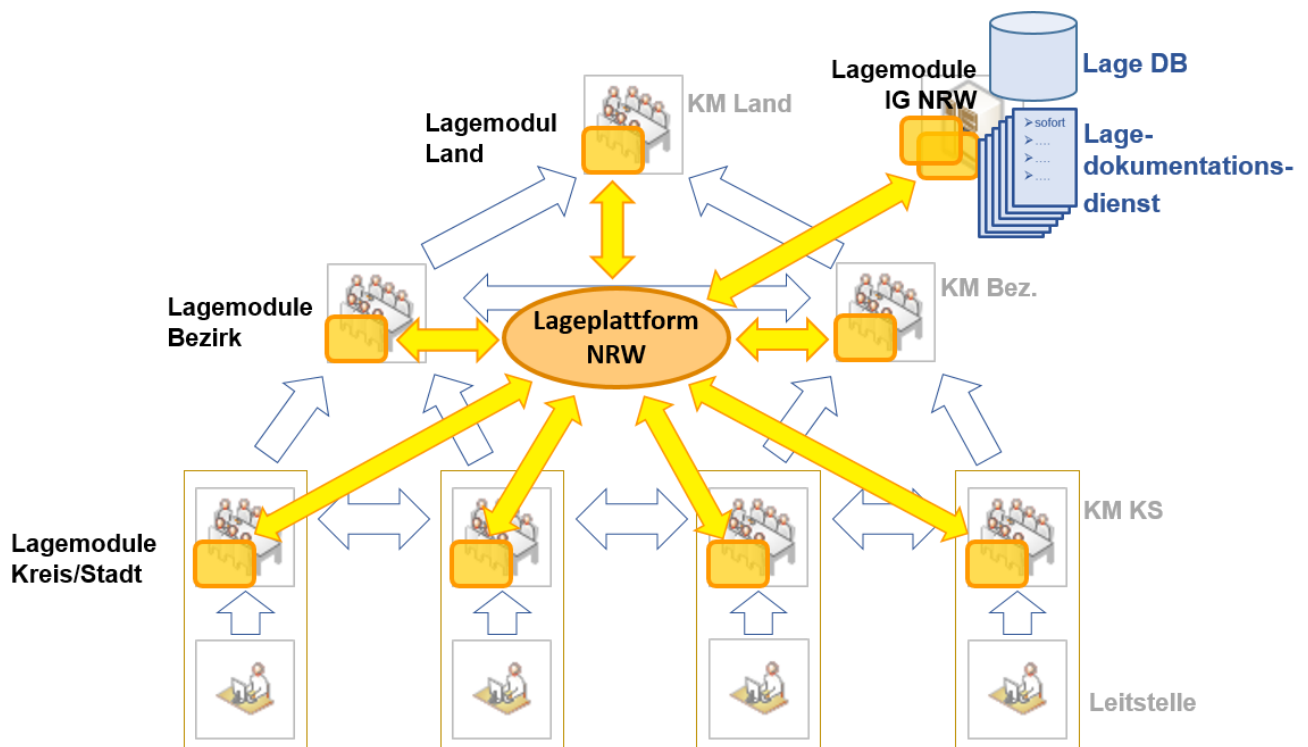 Lagemodule
IG NRW
Lage DB
KM Land
Lagemodul
Land
➢sofort
➢....
➢....
➢....
Lage-
dokumentations-
dienst
KM Bez.
Lagemodule
Bezirk
Lageplattform
NRW
KM KS
Lagemodule
Kreis/Stadt
Leitstelle